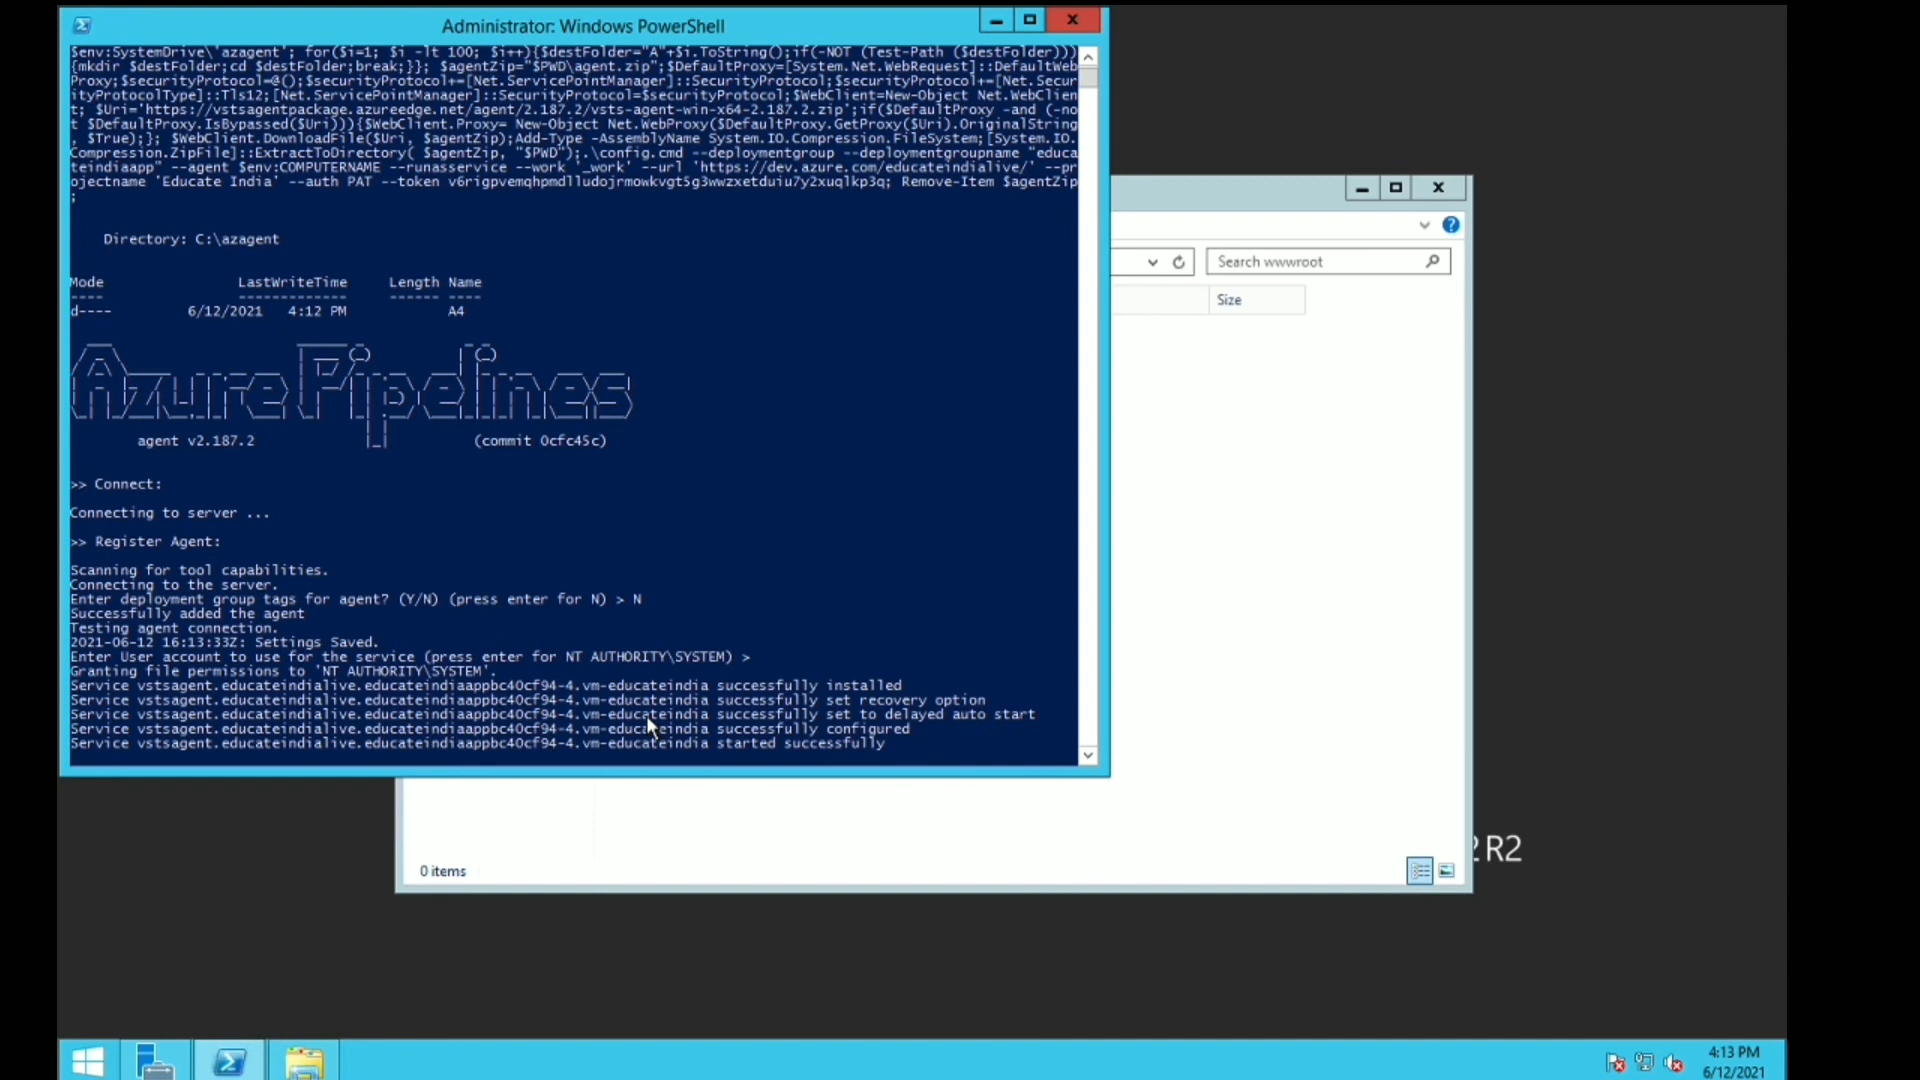 Administrator: Windows PowerShell
$env:SystemDrive\'azagent'; for($i=1; $i -lt 100; $i++){$destFolder="A"+$i.ToString();if(-NOT (Test-Path ($destFolder)))
{mkdir $destFolder;cd $destFolder;break;}}; $agentZip="$PWD\agent.zip";$DefaultProxy=[System.Net.WebRequest]::DefaultWeb
Proxy;$securityProtocol=@();$securityProtocol+=[Net.ServicePointManager]::SecurityProtocol;$securityProtocol+=[Net.Secur
ityProtocolType]::Tls12;[Net.ServicePointManager]::SecurityProtocol=$securityProtocol;$WebClient=New-Object Net.WebClien
t; $Uri='https://vstsagentpackage.azureedge.net/agent/2.187.2/vsts-agent-win-x64-2.187.2.zip';if($DefaultProxy -and (-no
t $DefaultProxy.IsBypassed($Uri))){$WebClient.Proxy= New-Object Net.WebProxy($DefaultProxy.GetProxy($Uri).OriginalString
, $True);}; $WebClient.DownloadFile($Uri, $agentZip);Add-Type -AssemblyName System.IO.Compression.FileSystem;[System.IO.
Compression.ZipFile]::ExtractToDirectory( $agentZip, "$PWD");.\config.cmd --deploymentgroup --deploymentgroupname "educa
teindiaapp" --agent $env:COMPUTERNAME --runasservice --work '_work' --url 'https://dev.azure.com/educateindialive/' --pr
ojectname 'Educate India' --auth PAT --token v6rigpvemqhpmdlludojrmowkvgt5g3wwzxetduiu7y2xuqlkp3q; Remove-Item $agentZip
;
Directory: C:\azagent
Mode LastWriteTime Length Name
---- ------------- ------ ----
d---- 6/12/2021 4:12 PM A4
Azure Pipelines
agent v2.187.2 (commit 0cfc45c)
>> Connect:
Connecting to server ...
>> Register Agent:
Scanning for tool capabilities.
Connecting to the server.
Enter deployment group tags for agent? (Y/N) (press enter for N) > N
Successfully added the agent
Testing agent connection.
2021-06-12 16:13:33Z: Settings Saved.
Enter User account to use for the service (press enter for NT AUTHORITY\SYSTEM) >
Granting file permissions to 'NT AUTHORITY\SYSTEM'.
Service vstsagent.educateindialive.educateindiaappbc40cf94-4.vm-educateindia successfully installed
Service vstsagent.educateindialive.educateindiaappbc40cf94-4.vm-educateindia successfully set recovery option
Service vstsagent.educateindialive.educateindiaappbc40cf94-4.vm-educateindia successfully set to delayed auto start
Service vstsagent.educateindialive.educateindiaappbc40cf94-4.vm-educateindia successfully configured
Service vstsagent.educateindialive.educateindiaappbc40cf94-4.vm-educateindia started successfully
Search wwwroot
Size
0 items
2 R2
4:13 PM
6/12/2021